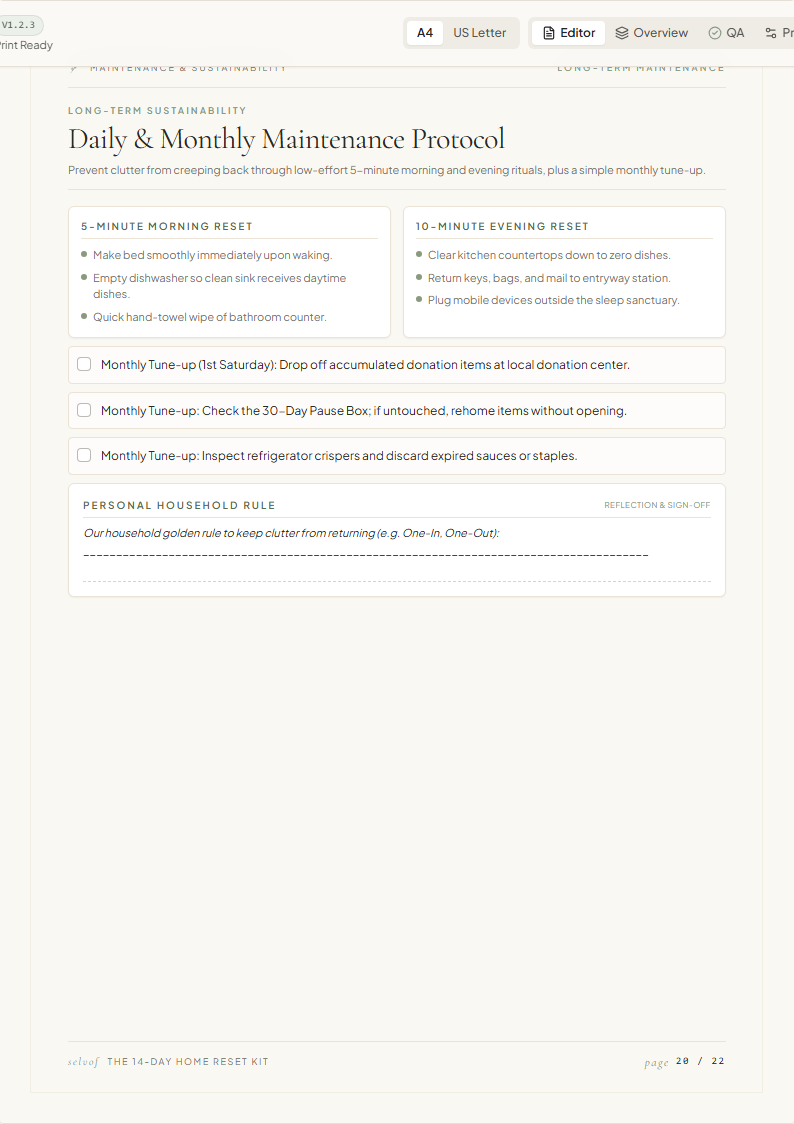 V1.2.3
Print Ready
A4
US Letter
Editor
Overview
QA
MAINTENANCE & SUSTAINABILITY
LONG-TERM MAINTENANCE
LONG-TERM SUSTAINABILITY
Daily & Monthly Maintenance Protocol
Prevent clutter from creeping back through low-effort 5-minute morning and evening rituals, plus a simple monthly tune-up.
5-MINUTE MORNING RESET
Make bed smoothly immediately upon waking.
Empty dishwasher so clean sink receives daytime
dishes.
Quick hand-towel wipe of bathroom counter.
10-MINUTE EVENING RESET
Clear kitchen countertops down to zero dishes.
Return keys, bags, and mail to entryway station.
Plug mobile devices outside the sleep sanctuary.
Monthly Tune-up (1st Saturday): Drop off accumulated donation items at local donation center.
Monthly Tune-up: Check the 30-Day Pause Box; if untouched, rehome items without opening.
Monthly Tune-up: Inspect refrigerator crispers and discard expired sauces or staples.
PERSONAL HOUSEHOLD RULE
REFLECTION & SIGN-OFF
Our household golden rule to keep clutter from returning (e.g. One-In, One-Out):
selvof THE 14-DAY HOME RESET KIT
page 20 / 22